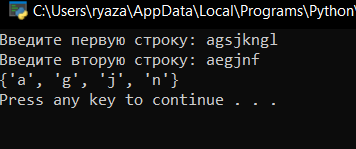 C:\Users\ryaza\AppData\Local\Programs\Python\
Введите первую строку: agsjkngl
Введите вторую строку: aegjnf
{'a', 'g', 'j', 'n'}
Press any key to continue . . .